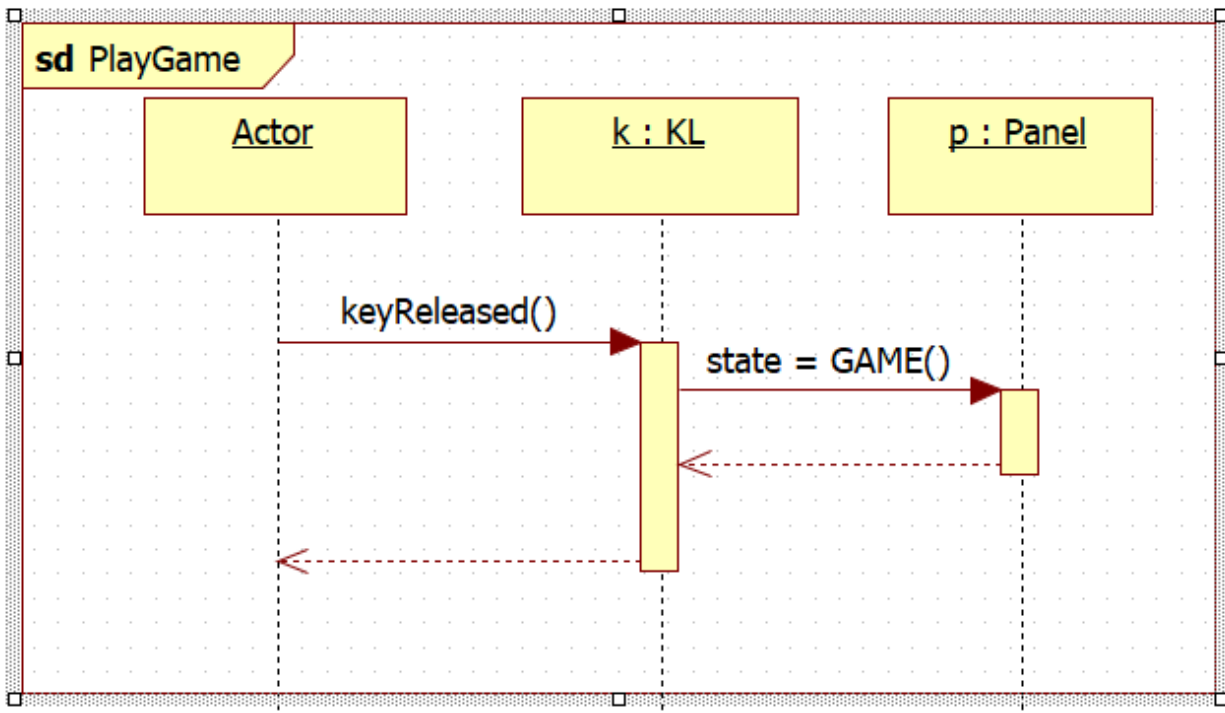 sd PlayGame
Actor
k : KL
p : Panel
keyReleased()
state = GAME()